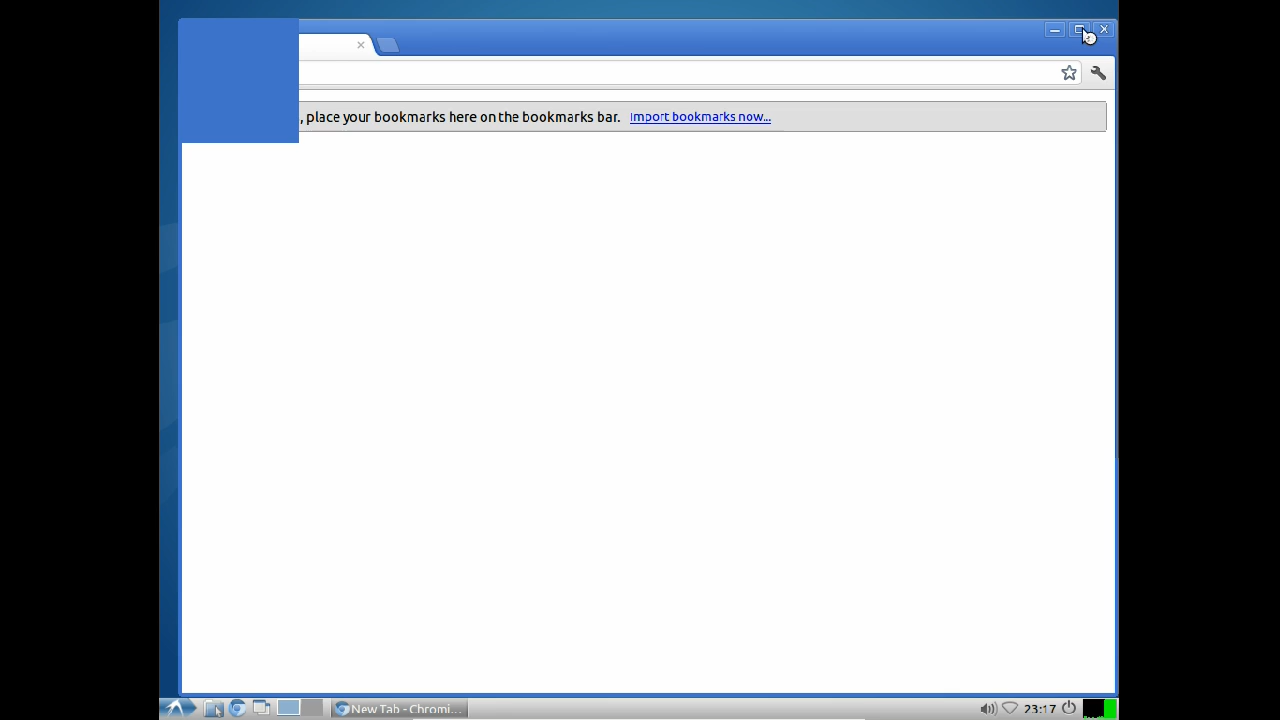 , place your bookmarks here on the bookmarks bar. Import bookmarks now...
New Tab - Chromi... 23:17